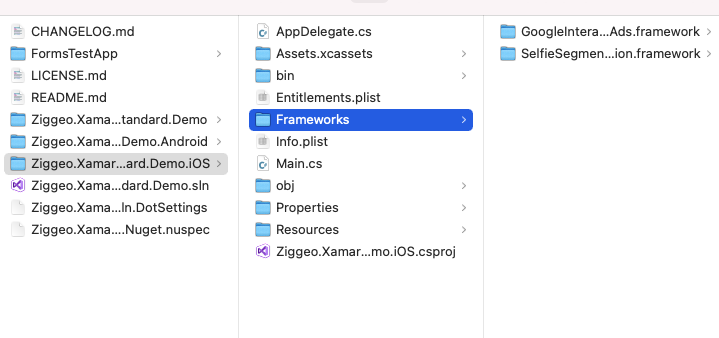 CHANGELOG.md
FormsTestApp
LICENSE.md
README.md
Ziggeo.Xama...tandard.Demo
Ziggeo.Xama...Demo.Android
Ziggeo.Xamar...ard.Demo.iOS
Ziggeo.Xama...dard.Demo.sln
Ziggeo.Xama...ln.DotSettings
Ziggeo.Xama....Nuget.nuspec
AppDelegate.cs
Assets.xcassets
bin
Entitlements.plist
Frameworks
Info.plist
Main.cs
obj
Properties
Resources
Ziggeo.Xamar...mo.iOS.csproj
GoogleIntera...Ads.framework
SelfieSegmen...ion.framework